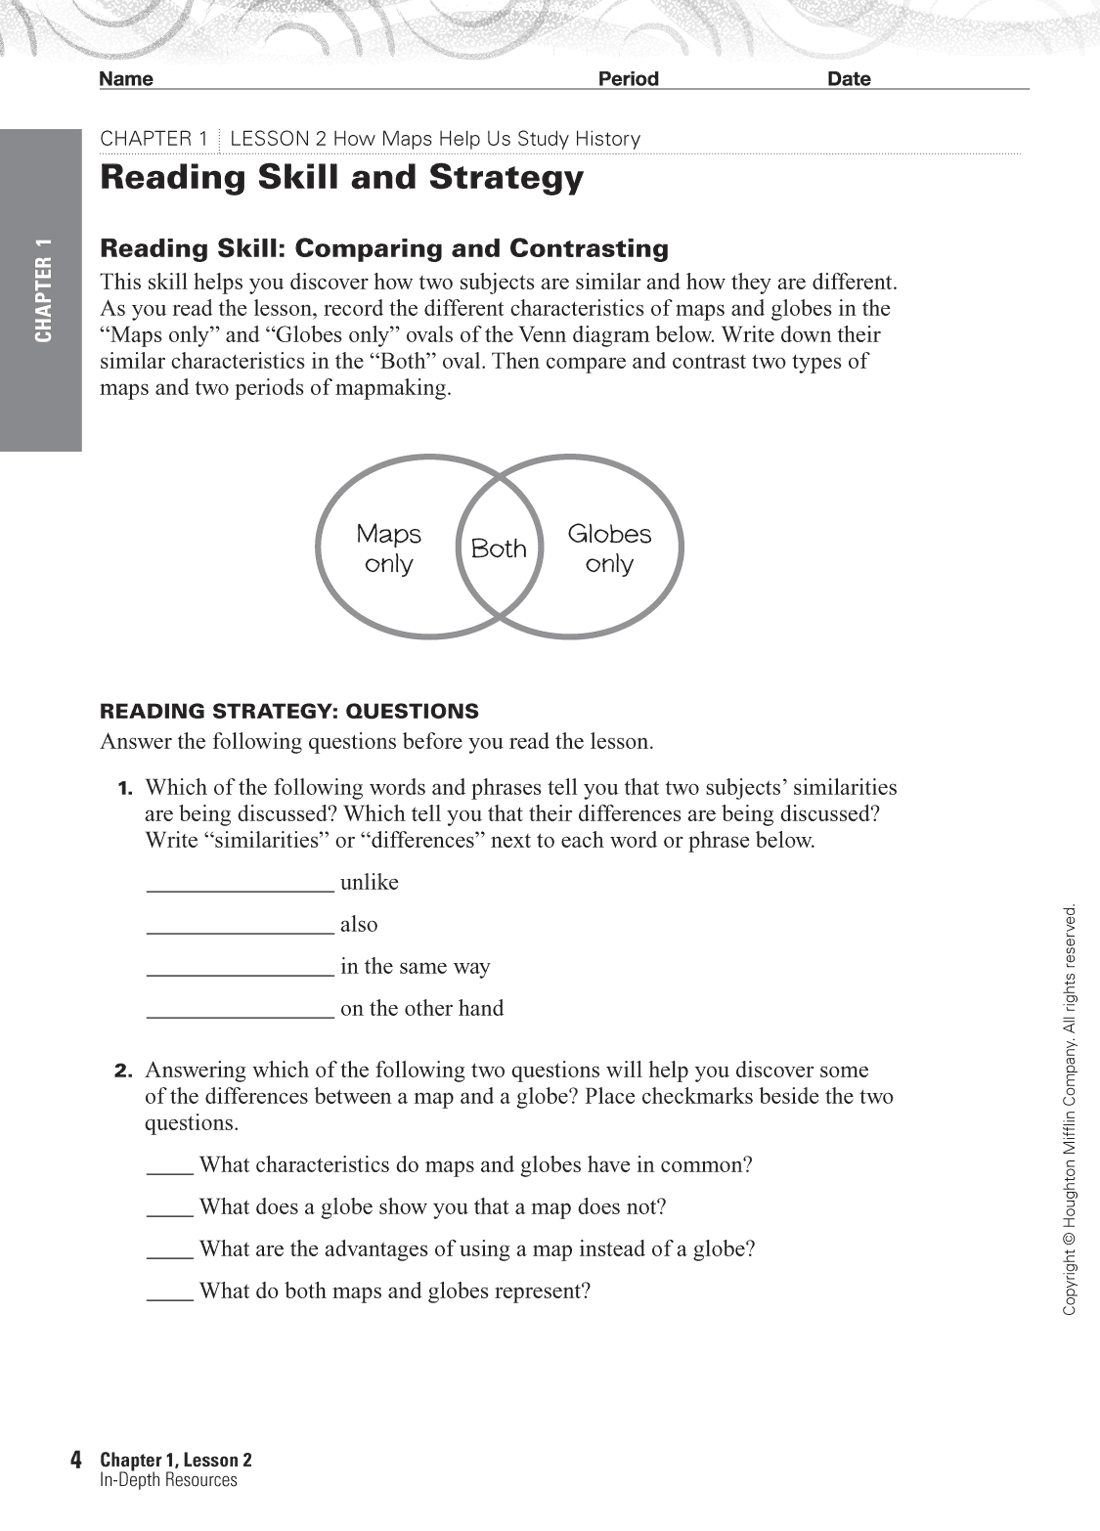 Name Period Date
CHAPTER 1 LESSON 2 How Maps Help Us Study History
Reading Skill and Strategy
CHAPTER 1
Reading Skill: Comparing and Contrasting
This skill helps you discover how two subjects are similar and how they are different.
As you read the lesson, record the different characteristics of maps and globes in the
“Maps only” and “Globes only” ovals of the Venn diagram below. Write down their
similar characteristics in the “Both” oval. Then compare and contrast two types of
maps and two periods of mapmaking.
Maps
only
Both
Globes
only
READING STRATEGY: QUESTIONS
Answer the following questions before you read the lesson.
1. Which of the following words and phrases tell you that two subjects’ similarities
are being discussed? Which tell you that their differences are being discussed?
Write “similarities” or “differences” next to each word or phrase below.
unlike
also
in the same way
on the other hand
2. Answering which of the following two questions will help you discover some
of the differences between a map and a globe? Place checkmarks beside the two
questions.
What characteristics do maps and globes have in common?
What does a globe show you that a map does not?
What are the advantages of using a map instead of a globe?
What do both maps and globes represent?
Copyright © Houghton Mifflin Company. All rights reserved.
4 Chapter 1, Lesson 2
In-Depth Resources